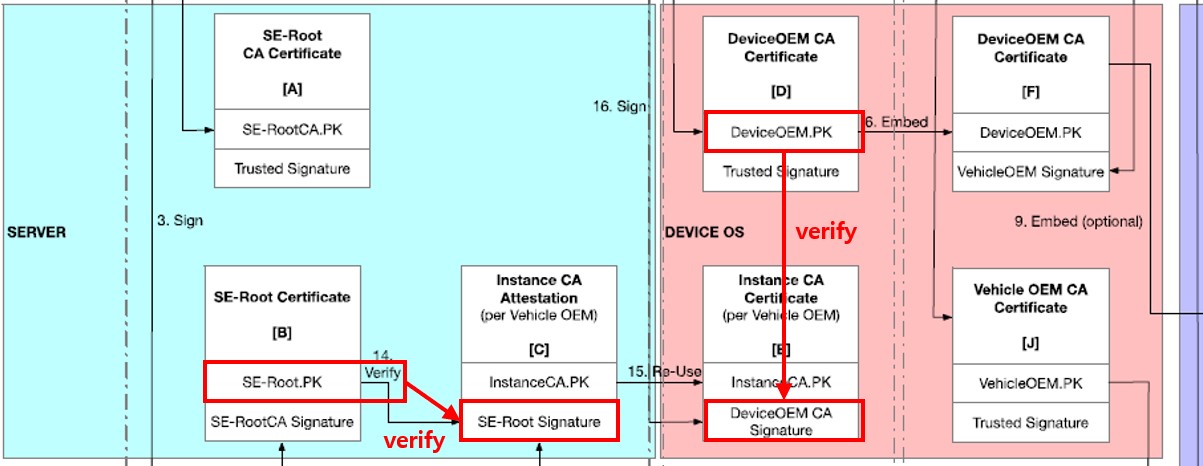 SE-Root
CA Certificate
[A]
SE-RootCA.PK
Trusted Signature
SERVER
3. Sign
SE-Root Certificate
[B]
SE-Root.PK
SE-RootCA Signature
14.
Verify
verify
Instance CA
Attestation
(per Vehicle OEM)
[C]
InstanceCA.PK
SE-Root Signature
16. Sign
15. Re-Use
DeviceOEM CA
Certificate
[D]
DeviceOEM.PK
Trusted Signature
6. Embed
DEVICE OS
verify
Instance CA
Certificate
(per Vehicle OEM)
[E]
InstanceCA.PK
DeviceOEM CA
Signature
DeviceOEM CA
Certificate
[F]
DeviceOEM.PK
VehicleOEM Signature
9. Embed (optional)
Vehicle OEM CA
Certificate
[J]
VehicleOEM.PK
Trusted Signature